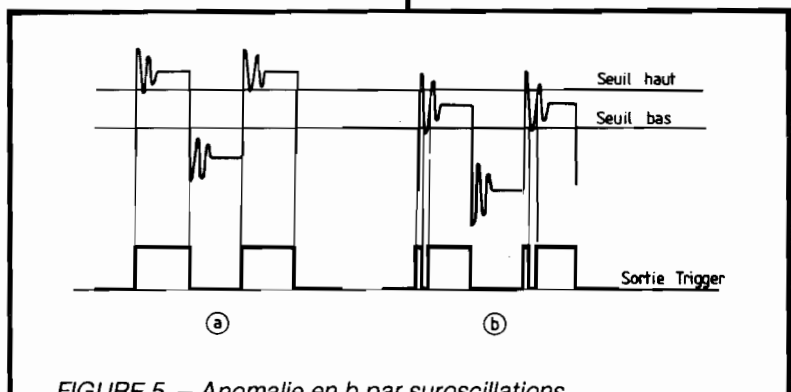 Seuil haut
Seuil bas
Sortie Trigger
a
b
FIGURE 5. — Anomalie en b par suroscillations